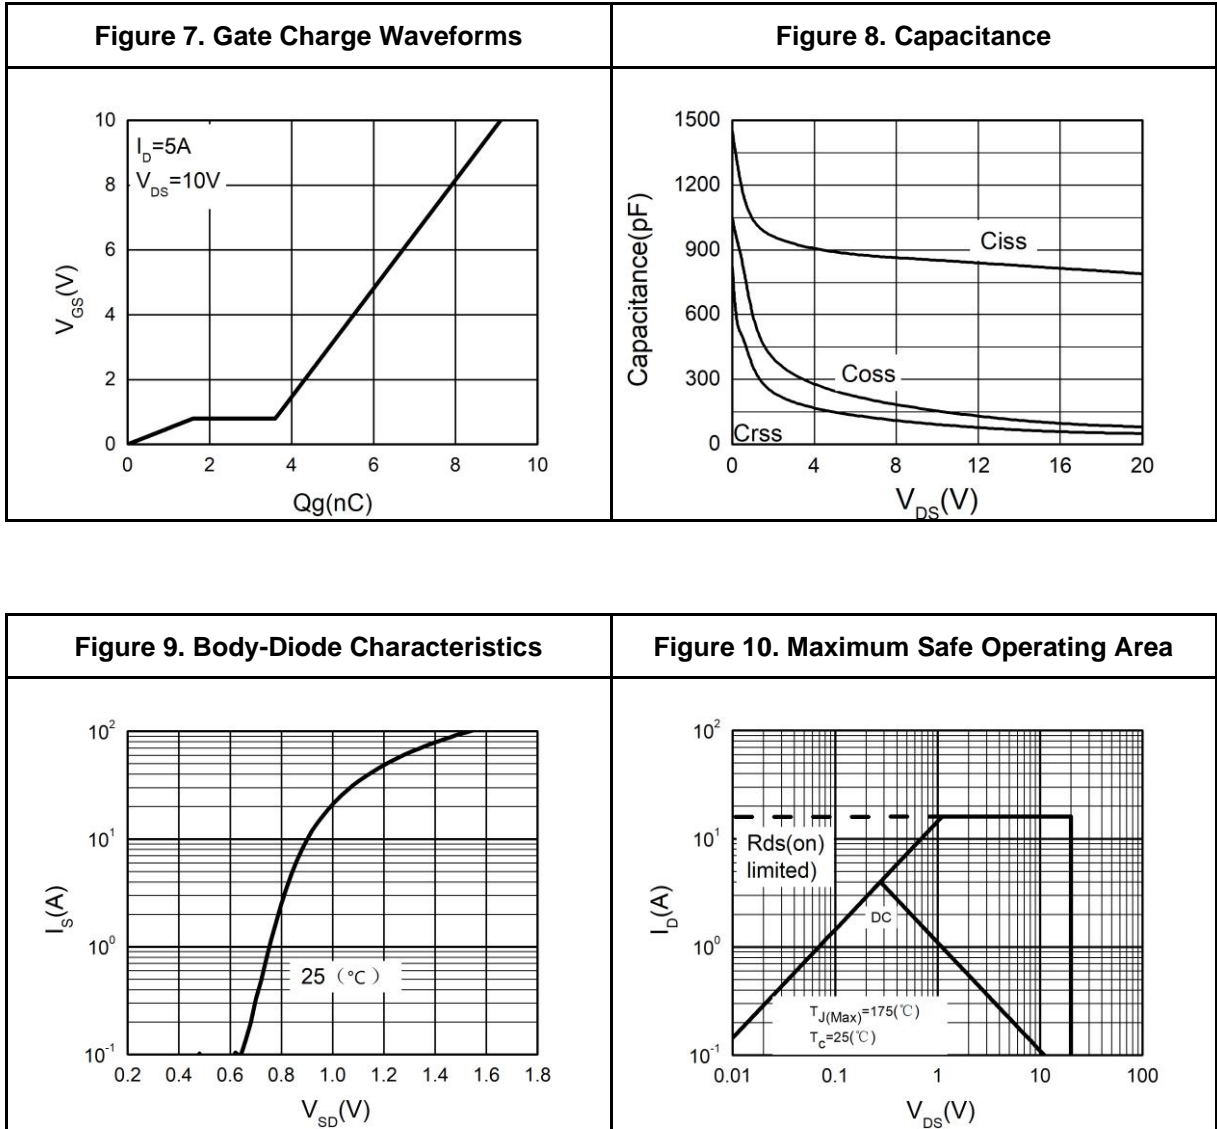 Figure 7. Gate Charge Waveforms
Figure 8. Capacitance
10
8
6
4
2
0
I_D=5A
V_DS=10V
V_GS(V)
0 2 4 6 8 10
Qg(nC)
1500
1200
900
600
300
0
Capacitance(pF)
Ciss
Coss
Crss
0 4 8 12 16 20
V_DS(V)
Figure 9. Body-Diode Characteristics
Figure 10. Maximum Safe Operating Area
10^2
10^1
10^0
10^-1
I_S(A)
25（℃）
0.2 0.4 0.6 0.8 1.0 1.2 1.4 1.6 1.8
V_SD(V)
10^2
10^1
10^0
10^-1
I_D(A)
Rds(on)
limited)
DC
T_J(Max)=175(℃)
T_C=25(℃)
0.01 0.1 1 10 100
V_DS(V)